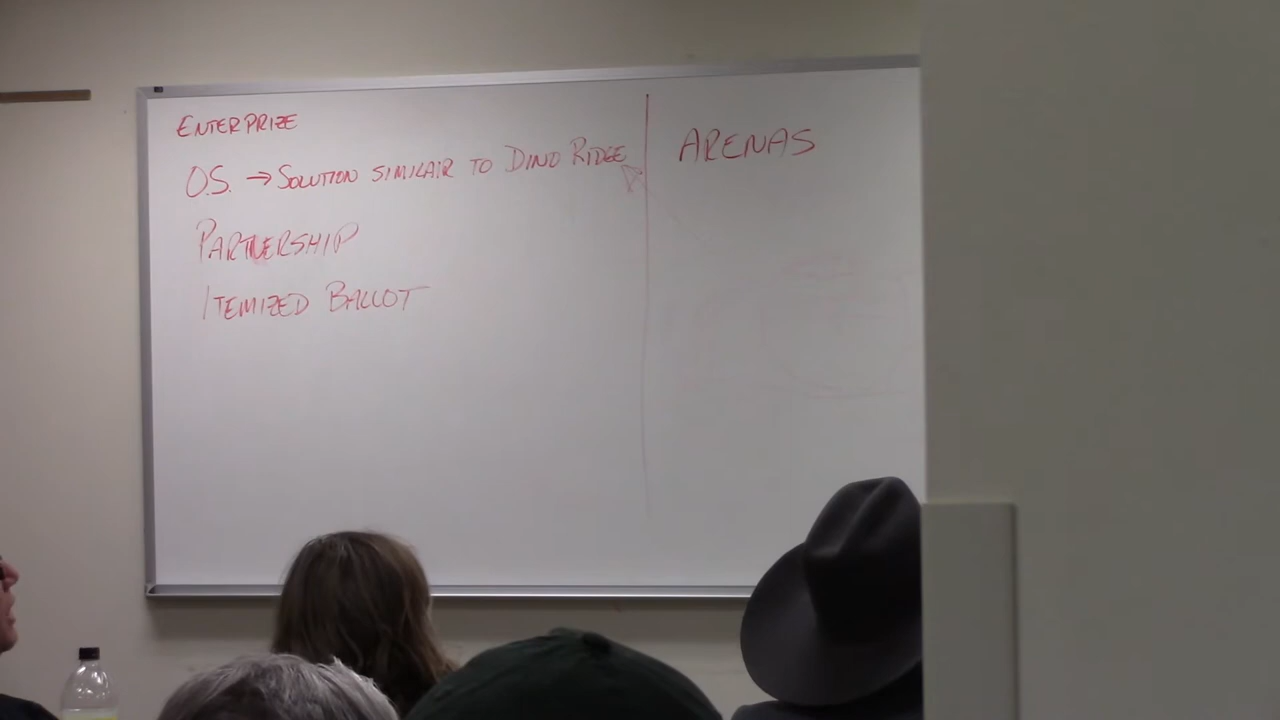 ENTERPRIZE
O.S. → SOLUTION SIMILAIR TO DINO RIDGE
PARTNERSHIP
ITEMIZED BALLOT
ARENAS